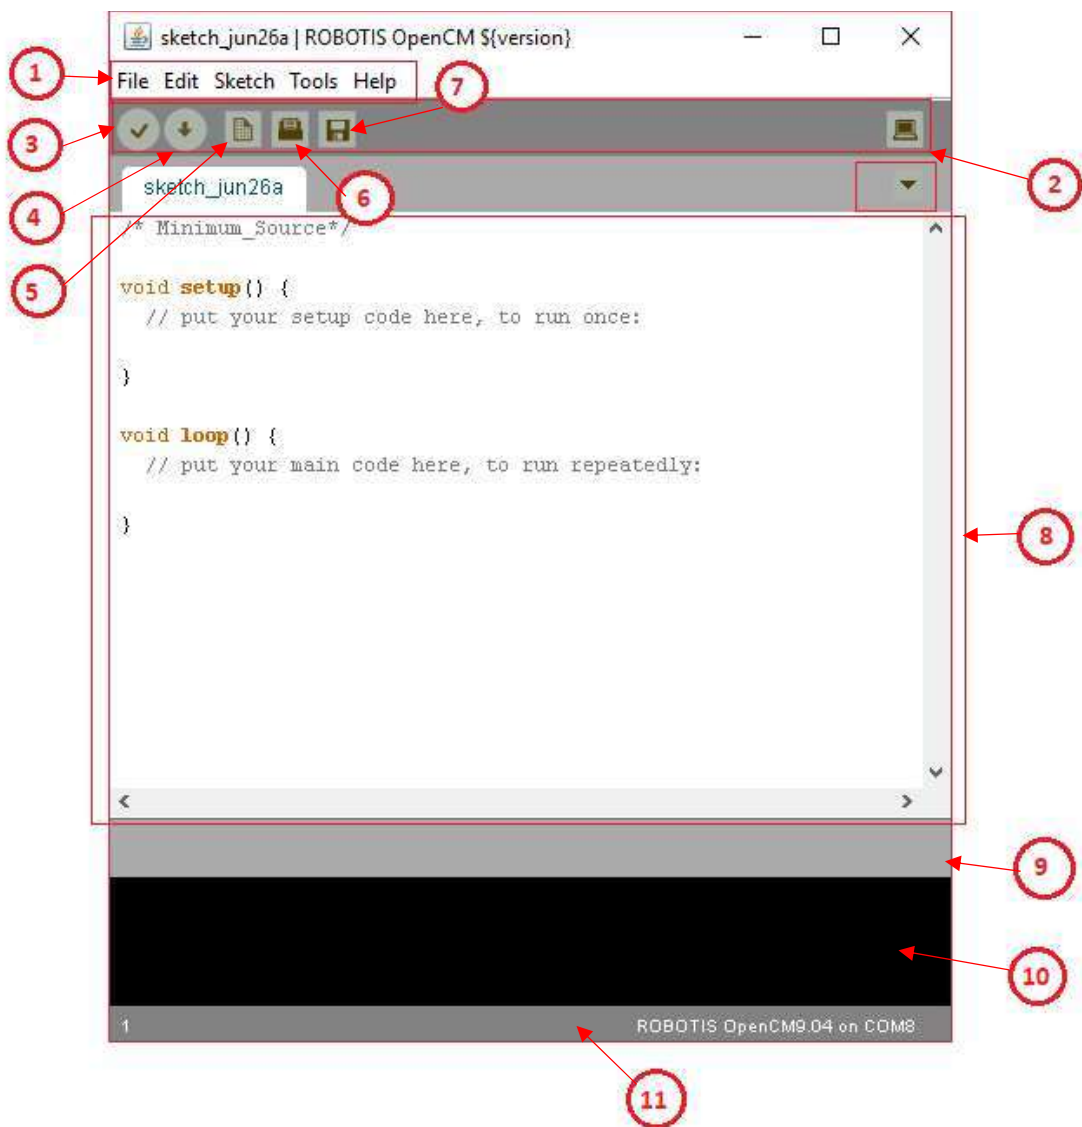 sketch_jun26a | ROBOTIS OpenCM ${version}
1
File Edit Sketch Tools Help
7
3
2
sketch_jun26a
6
4
/* Minimum_Source*/
5
void setup() {
// put your setup code here, to run once:
}
void loop() {
// put your main code here, to run repeatedly:
}
8
9
10
1
ROBOTIS OpenCM9.04 on COM8
11